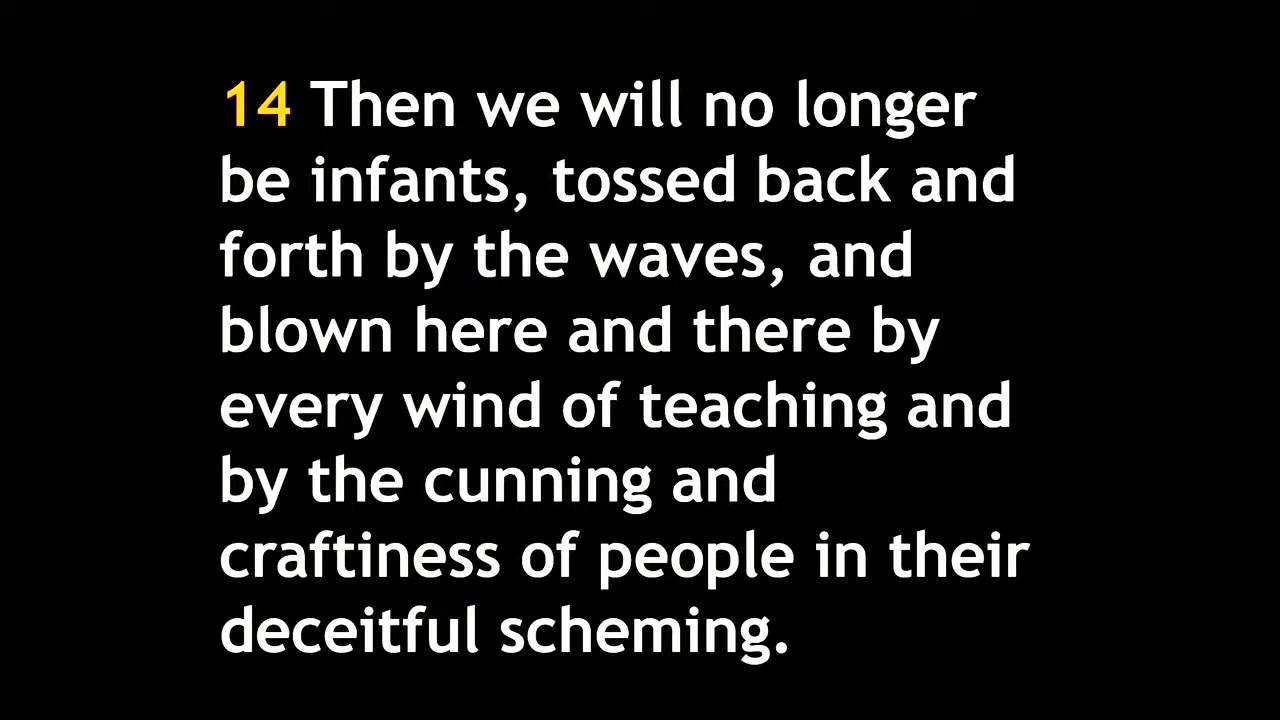 14 Then we will no longer
be infants, tossed back and
forth by the waves, and
blown here and there by
every wind of teaching and
by the cunning and
craftiness of people in their
deceitful scheming.